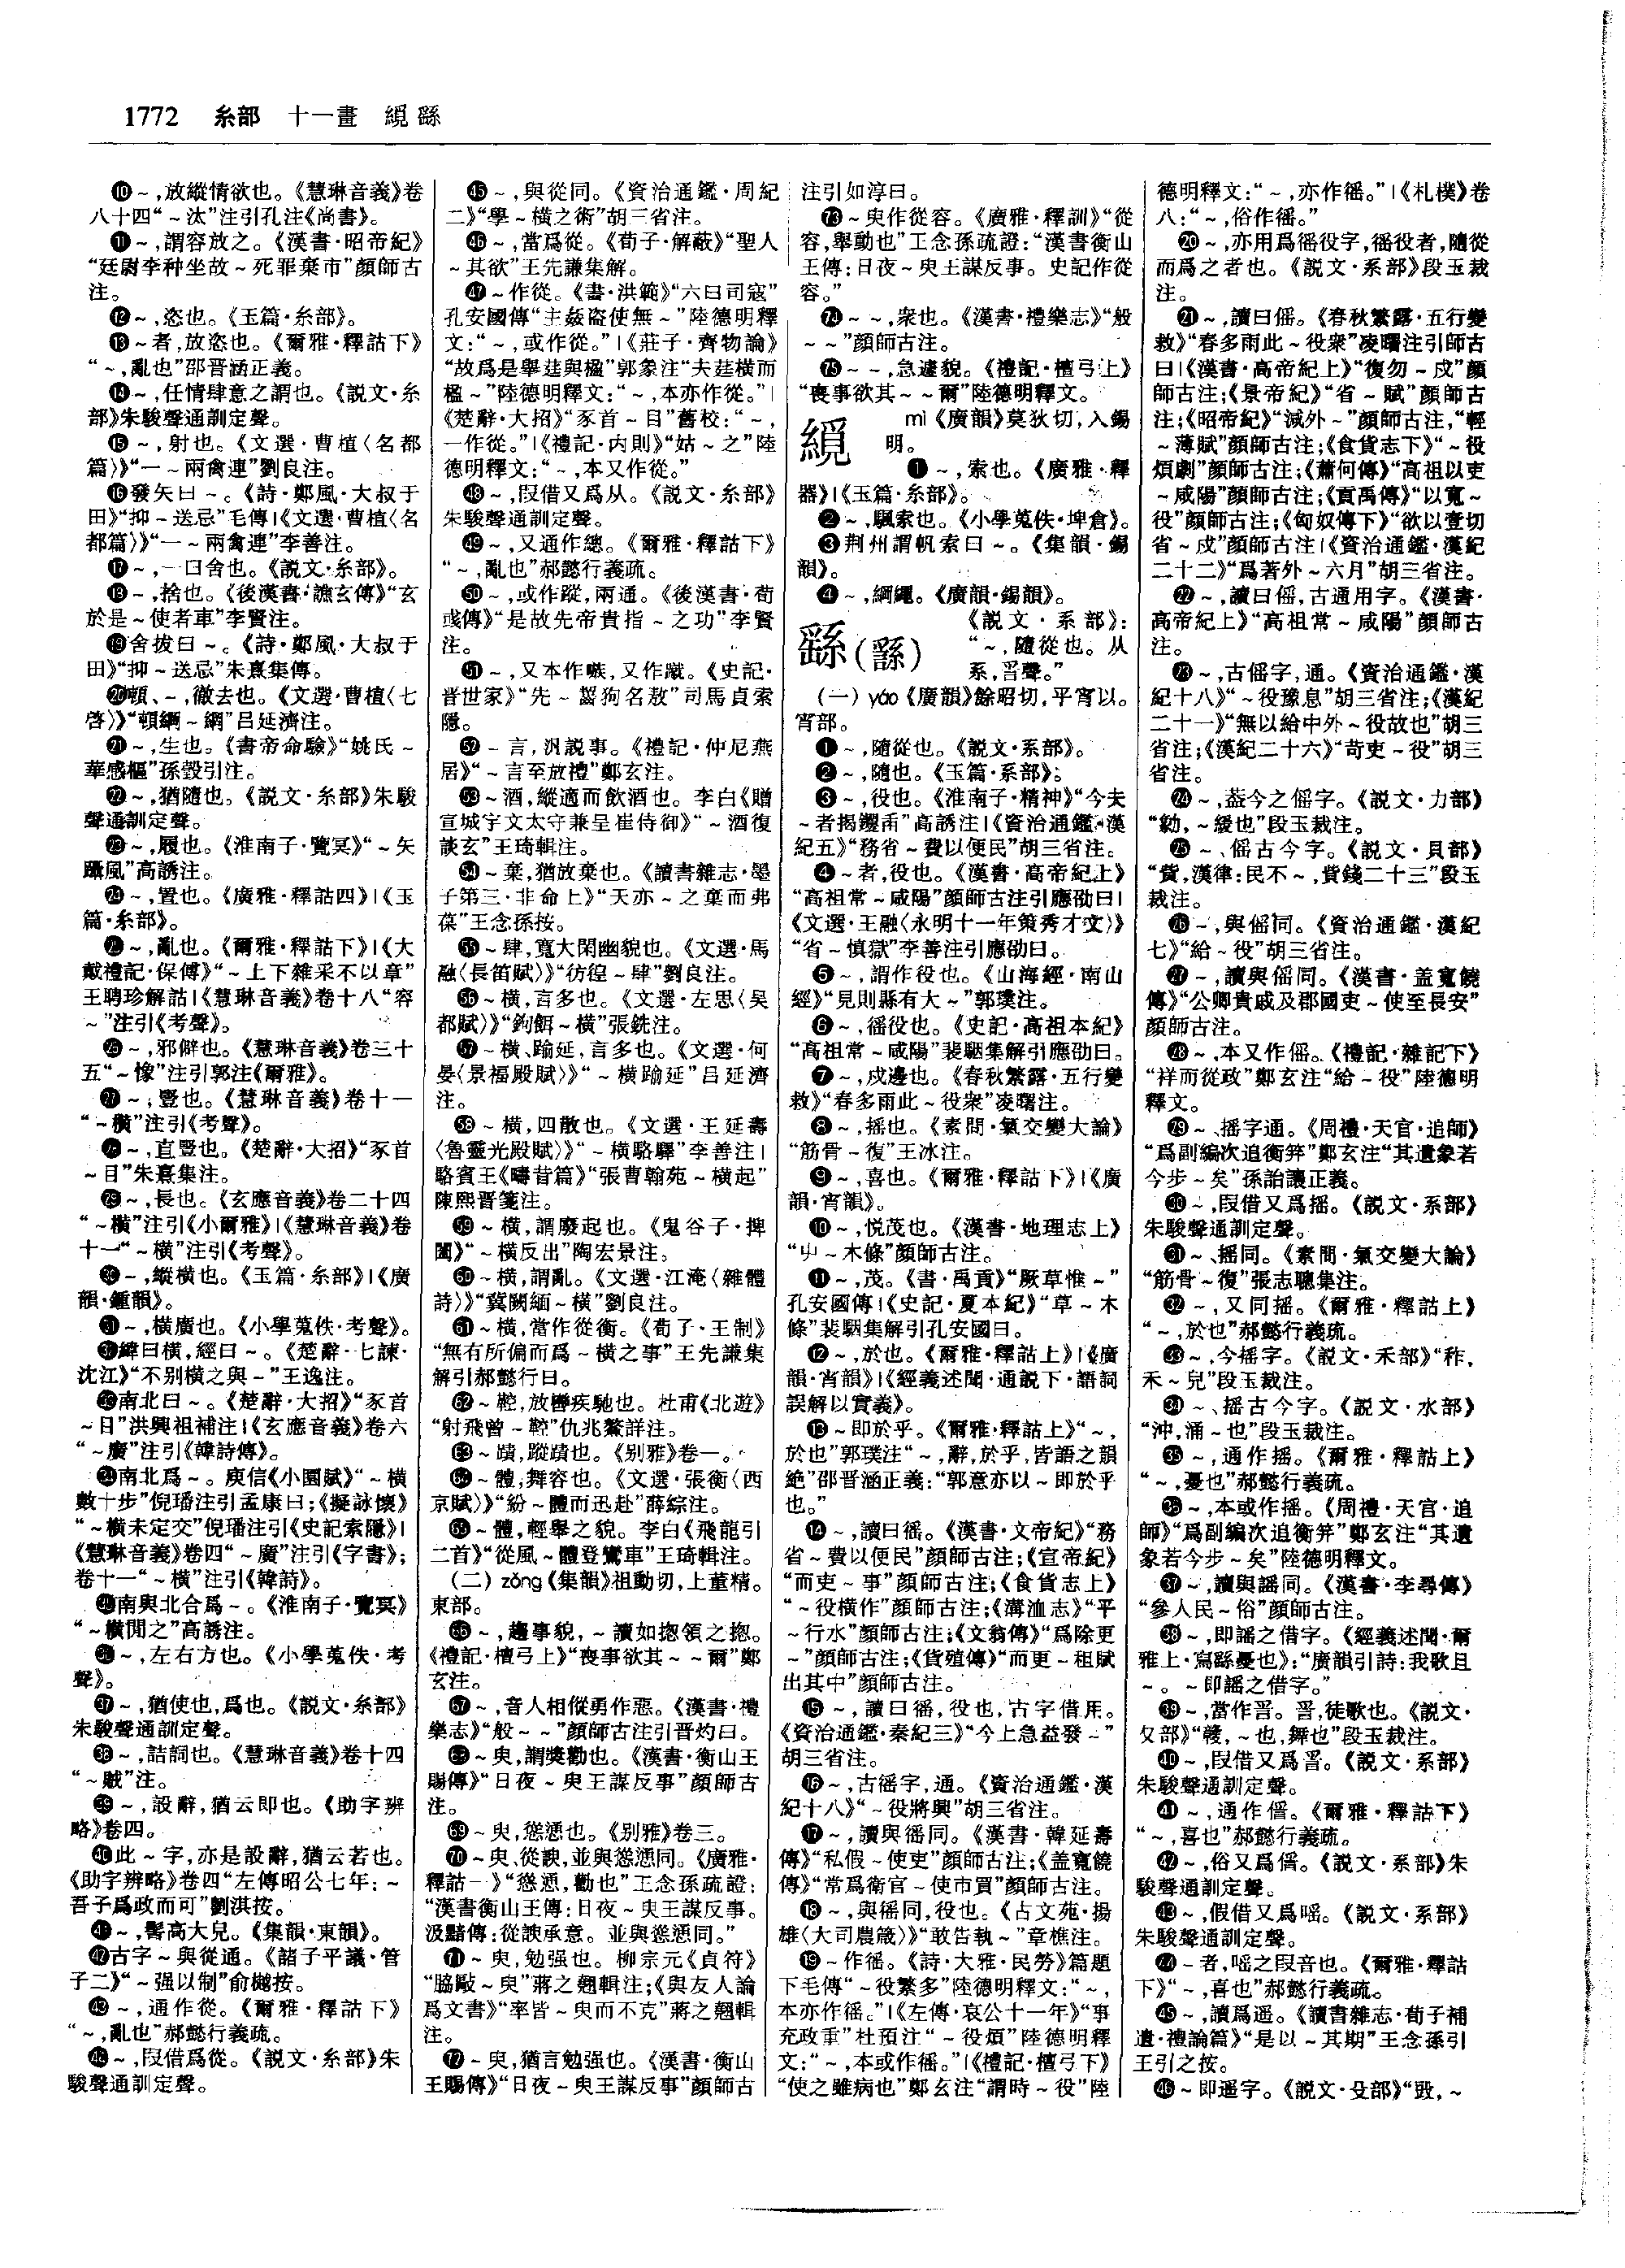 1772 糸部 十一畫 䋛 繇
❿~,放縱情欲也。《慧琳音義》卷
八十四“~汰”注引孔注《尚書》。
⓫~,謂容放之。《漢書·昭帝紀》
“廷尉李种坐故~死罪棄市”顔師古
注。
⓬~,恣也。《玉篇·糸部》。
⓭~者,放恣也。《爾雅·釋詁下》
“~,亂也”邵晋涵正義。
⓮~,任情肆意之謂也。《説文·糸
部》朱駿聲通訓定聲。
⓯~,射也。《文選·曹植〈名都
篇〉》“一~兩禽連”劉良注。
⓰發矢曰~。《詩·鄭風·大叔于
田》“抑~送忌”毛傳|《文選·曹植〈名
都篇〉》“一~兩禽連”李善注。
⓱~,一曰舍也。《説文·糸部》。
⓲~,捨也。《後漢書·譙玄傳》“玄
於是~使者車”李賢注。
⓳舍拔曰~。《詩·鄭風·大叔于
田》“抑~送忌”朱熹集傳。
⓴頓、~,徹去也。《文選·曹植〈七
啓〉》“頓網~網”吕延濟注。
㉑~,生也。《書帝命驗》“姚氏~
華感樞”孫瑴引注。
㉒~,猶隨也。《説文·糸部》朱駿
聲通訓定聲。
㉓~,履也。《淮南子·覽冥》“~矢
躡風”高誘注。
㉔~,置也。《廣雅·釋詁四》|《玉
篇·糸部》。
㉕~,亂也。《爾雅·釋詁下》|《大
戴禮記·保傅》“~上下雜采不以章”
王聘珍解詁|《慧琳音義》卷十八“容
~”注引《考聲》。
㉖~,邪僻也。《慧琳音義》卷三十
五“~憜”注引郭注《爾雅》。
㉗~,豎也。《慧琳音義》卷十一
“~横”注引《考聲》。
㉘~,直豎也。《楚辭·大招》“豕首
~目”朱熹集注。
㉙~,長也。《玄應音義》卷二十四
“~横”注引《小爾雅》|《慧琳音義》卷
十一“~横”注引《考聲》。
㉚~,縱横也。《玉篇·糸部》|《廣
韻·鍾韻》。
㉛~,横廣也。《小學蒐佚·考聲》。
㉜緯曰横,經曰~。《楚辭·七諫·
沈江》“不别横之與~”王逸注。
㉝南北曰~。《楚辭·大招》“豕首
~目”洪興祖補注|《玄應音義》卷六
“~廣”注引《韓詩傳》。
㉞南北爲~。庾信《小園賦》“~横
數十步”倪璠注引孟康曰;《擬詠懷》
“~横未定交”倪璠注引《史記索隱》|
《慧琳音義》卷四“~廣”注引《字書》;
卷十一“~横”注引《韓詩》。
㉟南與北合爲~。《淮南子·覽冥》
“~横間之”高誘注。
㊱~,左右方也。《小學蒐佚·考
聲》。
㊲~,猶使也,爲也。《説文·糸部》
朱駿聲通訓定聲。
㊳~,詰詞也。《慧琳音義》卷十四
“~賊”注。
㊴~,設辭,猶云即也。《助字辨
略》卷四。
㊵此~字,亦是設辭,猶云若也。
《助字辨略》卷四“左傳昭公七年:~
吾子爲政而可”劉淇按。
㊶~,髻高大皃。《集韻·東韻》。
㊷古字~與從通。《諸子平議·管
子二》“~强以制”俞樾按。
㊸~,通作從。《爾雅·釋詁下》
“~,亂也”郝懿行義疏。
㊹~,叚借爲從。《説文·糸部》朱
駿聲通訓定聲。
㊺~,與從同。《資治通鑑·周紀
二》“學~横之術”胡三省注。
㊻~,當爲從。《荀子·解蔽》“聖人
~其欲”王先謙集解。
㊼~作從。《書·洪範》“六曰司寇”
孔安國傳“主姦盗使無~”陸德明釋
文:“~,或作從。”|《莊子·齊物論》
“故爲是舉莛與楹”郭象注“夫莛横而
楹~”陸德明釋文:“~,本亦作從。”|
《楚辭·大招》“豕首~目”舊校:“~,
一作從。”|《禮記·内則》“姑~之”陸
德明釋文:“~,本又作從。”
㊽~,叚借又爲从。《説文·糸部》
朱駿聲通訓定聲。
㊾~,又通作總。《爾雅·釋詁下》
“~,亂也”郝懿行義疏。
㊿~,或作蹤,兩通。《後漢書·荀
彧傳》“是故先帝貴指~之功”李賢
注。
51~,又本作嗾,又作蹴。《史記·
晋世家》“先~齧狗名敖”司馬貞索
隱。
52~言,汎説事。《禮記·仲尼燕
居》“~言至於禮”鄭玄注。
53~酒,縱適而飲酒也。李白《贈
宣城宇文太守兼呈崔侍御》“~酒復
談玄”王琦輯注。
54~棄,猶放棄也。《讀書雜志·墨
子第三·非命上》“天亦~之棄而弗
葆”王念孫按。
55~肆,寬大閑幽貌也。《文選·馬
融〈長笛賦〉》“彷徨~肆”劉良注。
56~横,言多也。《文選·左思〈吴
都賦〉》“鉤餌~横”張銑注。
57~横、踰延,言多也。《文選·何
晏〈景福殿賦〉》“~横踰延”吕延濟
注。
58~横,四散也。《文選·王延壽
〈魯靈光殿賦〉》“~横駱驛”李善注|
駱賓王《疇昔篇》“張曹翰苑~横起”
陳熙晋箋注。
59~横,謂廢起也。《鬼谷子·捭
闔》“~横反出”陶宏景注。
60~横,謂亂。《文選·江淹〈雜體
詩〉》“冀闕緬~横”劉良注。
61~横,當作從衡。《荀子·王制》
“無有所偏而爲~横之事”王先謙集
解引郝懿行曰。
62~鞚,放轡疾馳也。杜甫《北遊》
“射飛曾~鞚”仇兆鰲詳注。
63~蹟,蹤蹟也。《别雅》卷一。
64~體,舞容也。《文選·張衡〈西
京賦〉》“紛~體而迅赴”薛綜注。
65~體,輕舉之貌。李白《飛龍引
二首》“從風~體登鸞車”王琦輯注。
(二) zǒng《集韻》祖動切,上董精。
東部。
66~,趨事貌,~讀如揔領之揔。
《禮記·檀弓上》“喪事欲其~~爾”鄭
玄注。
67~,音人相從勇作惡。《漢書·禮
樂志》“般~~”顔師古注引晋灼曰。
68~臾,謂奬勸也。《漢書·衡山王
賜傳》“日夜~臾王謀反事”顔師古
注。
69~臾,慫慂也。《别雅》卷三。
70~臾、從諛,並與慫慂同。《廣雅·
釋詁一》“慫慂,勸也”王念孫疏證:
“漢書衡山王傳:日夜~臾王謀反事。
汲黯傳:從諛承意。並與慫慂同。”
71~臾,勉强也。柳宗元《貞符》
“脇敺~臾”蔣之翹輯注;《與友人論
爲文書》“率皆~臾而不克”蔣之翹輯
注。
72~臾,猶言勉强也。《漢書·衡山
王賜傳》“日夜~臾王謀反事”顔師古
注引如淳曰。
73~臾作從容。《廣雅·釋訓》“從
容,舉動也”王念孫疏證:“漢書衡山
王傳:日夜~臾王謀反事。史記作從
容。”
74~~,衆也。《漢書·禮樂志》“般
~~”顔師古注。
75~~,急遽貌。《禮記·檀弓上》
“喪事欲其~~爾”陸德明釋文。
䋛 mì《廣韻》莫狄切,入錫
明。
❶~,索也。《廣雅·釋
器》|《玉篇·糸部》。
❷~,颿索也。《小學蒐佚·埤倉》。
❸荆州謂帆索曰~。《集韻·錫
韻》。
❹~,綱繩。《廣韻·錫韻》。
繇(䌛) 《説文·系部》:
“~,隨從也。从
系,䚻聲。”
(一) yáo《廣韻》餘昭切,平宵以。
宵部。
❶~,隨從也。《説文·系部》。
❷~,隨也。《玉篇·系部》。
❸~,役也。《淮南子·精神》“今夫
~者揭钁臿”高誘注|《資治通鑑·漢
紀五》“務省~費以便民”胡三省注。
❹~者,役也。《漢書·高帝紀上》
“高祖常~咸陽”顔師古注引應劭曰|
《文選·王融〈永明十一年策秀才文〉》
“省~慎獄”李善注引應劭曰。
❺~,謂作役也。《山海經·南山
經》“見則縣有大~”郭璞注。
❻~,徭役也。《史記·高祖本紀》
“高祖常~咸陽”裴駰集解引應劭曰。
❼~,戍邊也。《春秋繁露·五行變
救》“春多雨此~役衆”凌曙注。
❽~,摇也。《素問·氣交變大論》
“筋骨~復”王冰注。
❾~,喜也。《爾雅·釋詁下》|《廣
韻·宵韻》。
❿~,悦茂也。《漢書·地理志上》
“屮~木條”顔師古注。
⓫~,茂。《書·禹貢》“厥草惟~”
孔安國傳|《史記·夏本紀》“草~木
條”裴駰集解引孔安國曰。
⓬~,於也。《爾雅·釋詁上》|《廣
韻·宵韻》|《經義述聞·通説下·語詞
誤解以實義》。
⓭~即於乎。《爾雅·釋詁上》“~,
於也”郭璞注“~,辭,於乎,皆語之韻
絶”邵晋涵正義:“郭意亦以~即於乎
也。”
⓮~,讀曰徭。《漢書·文帝紀》“務
省~費以便民”顔師古注;《宣帝紀》
“而吏~事”顔師古注;《食貨志上》
“~役横作”顔師古注;《溝洫志》“平
~行水”顔師古注;《文翁傳》“爲除更
~”顔師古注;《貨殖傳》“而更~租賦
出其中”顔師古注。
⓯~,讀曰徭,役也,古字借用。
《資治通鑑·秦紀三》“今上急益發~”
胡三省注。
⓰~,古徭字,通。《資治通鑑·漢
紀十八》“~役將興”胡三省注。
⓱~,讀與徭同。《漢書·韓延壽
傳》“私假~使吏”顔師古注;《盖寬饒
傳》“常爲衛官~使市買”顔師古注。
⓲~,與徭同,役也。《古文苑·揚
雄〈大司農箴〉》“敢告執~”章樵注。
⓳~作徭。《詩·大雅·民勞》篇題
下毛傳“~役繁多”陸德明釋文:“~,
本亦作徭。”|《左傳·哀公十一年》“事
充政重”杜預注“~役煩”陸德明釋
文:“~,本或作徭。”|《禮記·檀弓下》
“使之雖病也”鄭玄注“謂時~役”陸
德明釋文:“~,亦作徭。”|《札樸》卷
八:“~,俗作徭。”
⓴~,亦用爲徭役字,徭役者,隨從
而爲之者也。《説文·系部》段玉裁
注。
㉑~,讀曰傜。《春秋繁露·五行變
救》“春多雨此~役衆”凌曙注引師古
曰|《漢書·高帝紀上》“復勿~戍”顔
師古注;《景帝紀》“省~賦”顔師古
注;《昭帝紀》“減外~”顔師古注,“輕
~薄賦”顔師古注;《食貨志下》“~役
煩劇”顔師古注;《蕭何傳》“高祖以吏
~咸陽”顔師古注;《貢禹傳》“以寬~
役”顔師古注;《匈奴傳下》“欲以壹切
省~戍”顔師古注|《資治通鑑·漢紀
二十二》“爲著外~六月”胡三省注。
㉒~,讀曰傜,古通用字。《漢書·
高帝紀上》“高祖常~咸陽”顔師古
注。
㉓~,古傜字,通。《資治通鑑·漢
紀十八》“~役豫息”胡三省注;《漢紀
二十一》“無以給中外~役故也”胡三
省注;《漢紀二十六》“苛吏~役”胡三
省注。
㉔~,葢今之傜字。《説文·力部》
“勨,~緩也”段玉裁注。
㉕~、傜古今字。《説文·貝部》
“貲,漢律:民不~,貲錢二十三”段玉
裁注。
㉖~,與傜同。《資治通鑑·漢紀
七》“給~役”胡三省注。
㉗~,讀與傜同。《漢書·盖寬饒
傳》“公卿貴戚及郡國吏~使至長安”
顔師古注。
㉘~,本又作傜。《禮記·雜記下》
“祥而從政”鄭玄注“給~役”陸德明
釋文。
㉙~、摇字通。《周禮·天官·追師》
“爲副編次追衡笄”鄭玄注“其遺象若
今步~矣”孫詒讓正義。
㉚~,叚借又爲摇。《説文·系部》
朱駿聲通訓定聲。
㉛~、摇同。《素問·氣交變大論》
“筋骨~復”張志聰集注。
㉜~,又同摇。《爾雅·釋詁上》
“~,於也”郝懿行義疏。
㉝~,今摇字。《説文·禾部》“秨,
禾~皃”段玉裁注。
㉞~、摇古今字。《説文·水部》
“沖,涌~也”段玉裁注。
㉟~,通作摇。《爾雅·釋詁上》
“~,憂也”郝懿行義疏。
㊱~,本或作摇。《周禮·天官·追
師》“爲副編次追衡笄”鄭玄注“其遺
象若今步~矣”陸德明釋文。
㊲~,讀與謡同。《漢書·李尋傳》
“參人民~俗”顔師古注。
㊳~,即謡之借字。《經義述聞·爾
雅上·寫繇憂也》:“廣韻引詩:我歌且
~。~即謡之借字。”
㊴~,當作䚻。䚻,徒歌也。《説文·
夊部》“夔,~也,舞也”段玉裁注。
㊵~,叚借又爲䚻。《説文·系部》
朱駿聲通訓定聲。
㊶~,通作僐。《爾雅·釋詁下》
“~,喜也”郝懿行義疏。
㊷~,俗又爲傜。《説文·系部》朱
駿聲通訓定聲。
㊸~,假借又爲嗂。《説文·系部》
朱駿聲通訓定聲。
㊹~者,嗂之叚音也。《爾雅·釋詁
下》“~,喜也”郝懿行義疏。
㊺~,讀爲遥。《讀書雜志·荀子補
遺·禮論篇》“是以~其期”王念孫引
王引之按。
㊻~即遥字。《説文·殳部》“毁,~